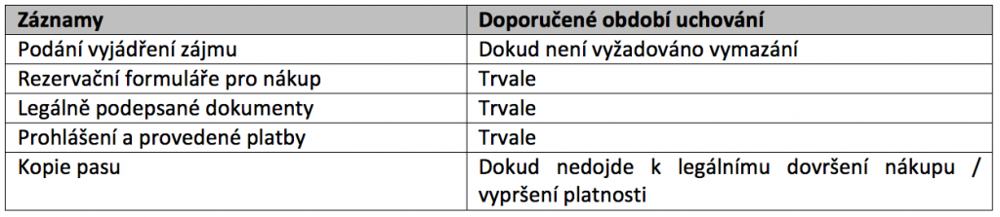 Záznamy Doporučené období uchování
Podání vyjádření zájmu Dokud není vyžadováno vymazání
Rezervační formuláře pro nákup Trvale
Legálně podepsané dokumenty Trvale
Prohlášení a provedené platby Trvale
Kopie pasu Dokud nedojde k legálnímu dovršení nákupu /
vypršení platnosti